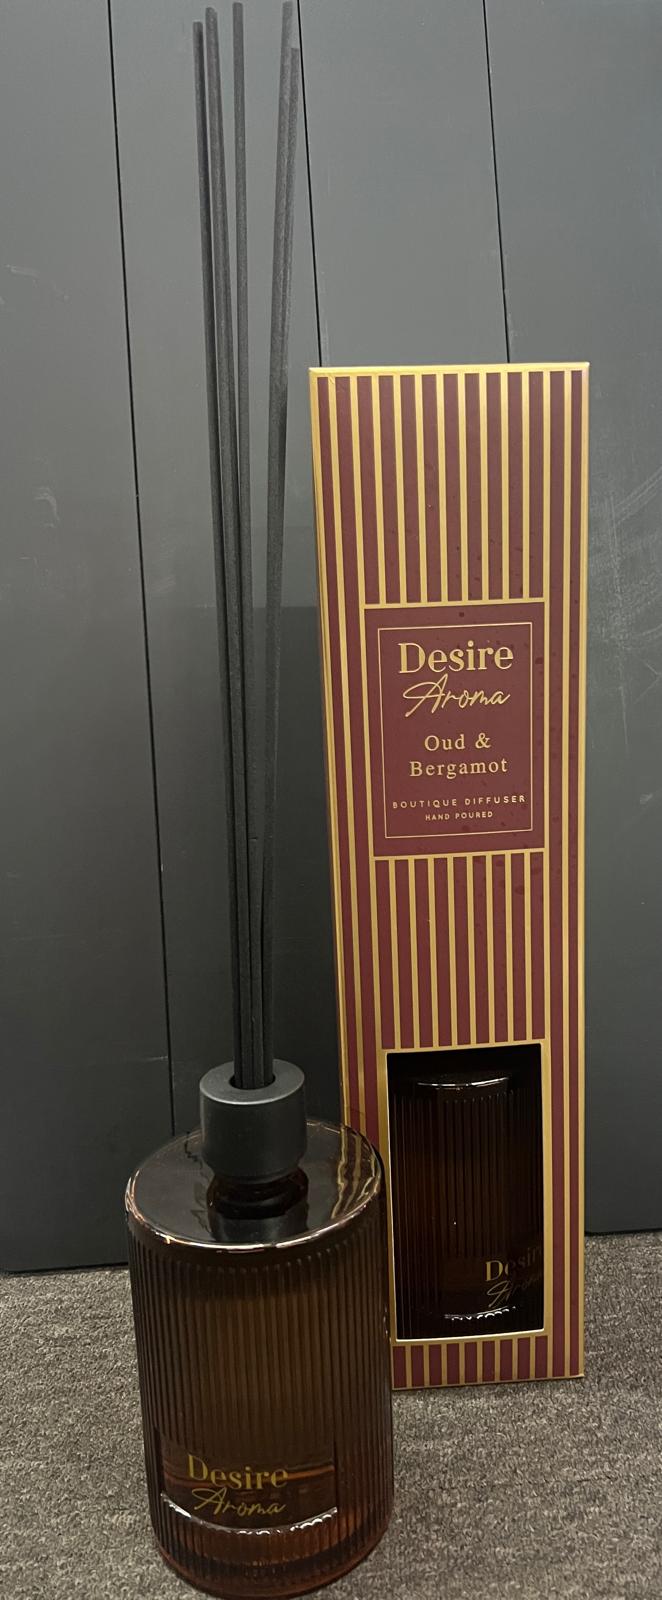 Desire
Aroma
Oud &
Bergamot
BOUTIQUE DIFFUSER
HAND POURED
Desire
Aroma
Desire
Aroma